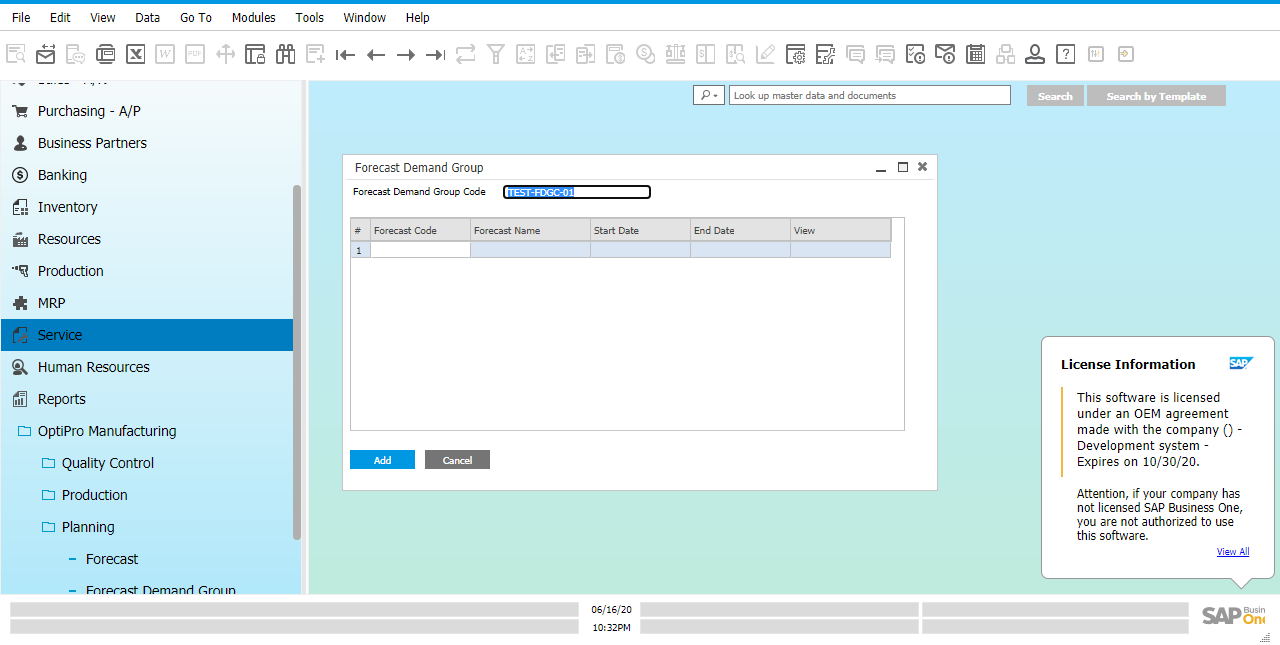 File Edit View Data Go To Modules Tools Window Help
Look up master data and documents
Search
Search by Template
Purchasing - A/P
Business Partners
Banking
Inventory
Resources
Production
MRP
Service
Human Resources
Reports
OptiPro Manufacturing
Quality Control
Production
Planning
Forecast
Forecast Demand Group
Forecast Demand Group
Forecast Demand Group Code TEST-FDGC-01
# Forecast Code Forecast Name Start Date End Date View
1
Add Cancel
License Information SAP
This software is licensed
under an OEM agreement
made with the company () -
Development system -
Expires on 10/30/20.
Attention, if your company has
not licensed SAP Business One,
you are not authorized to use
this software.
View All
06/16/20
10:32PM
SAP